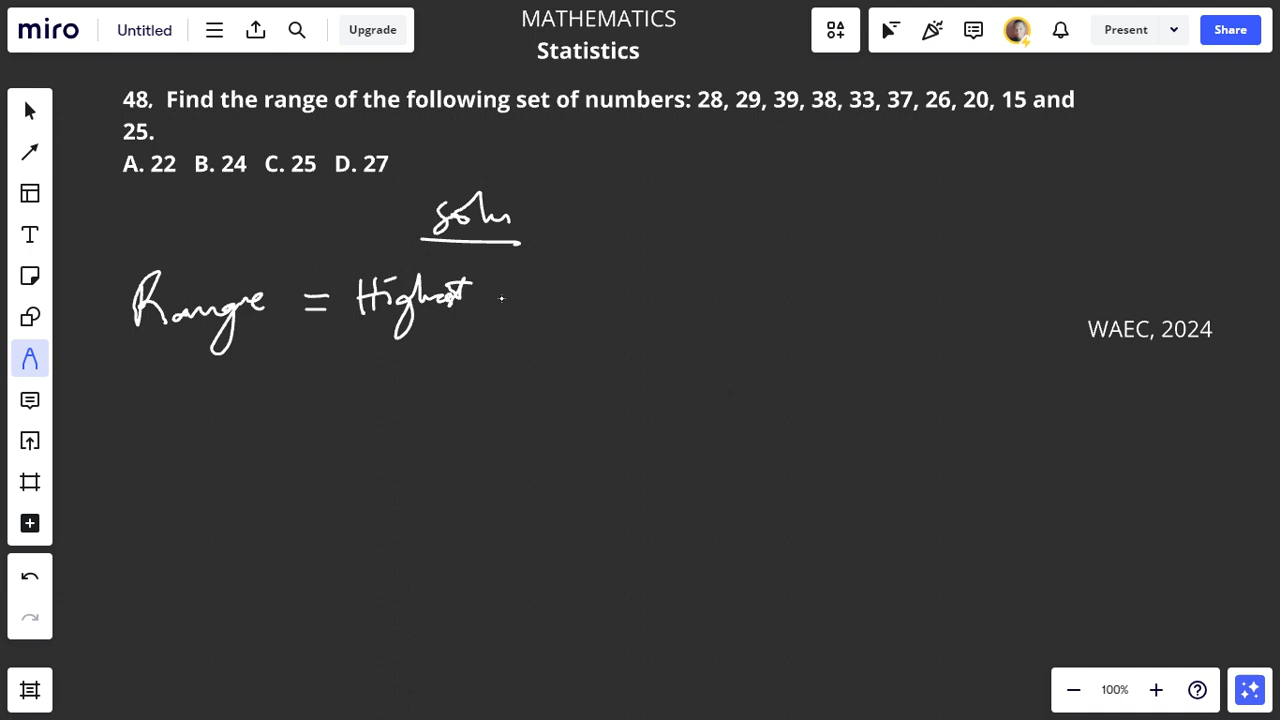 miro Untitled Upgrade
MATHEMATICS
Statistics
Present Share
48. Find the range of the following set of numbers: 28, 29, 39, 38, 33, 37, 26, 20, 15 and
25.
A. 22 B. 24 C. 25 D. 27
soln
Range = Highest
WAEC, 2024
100%